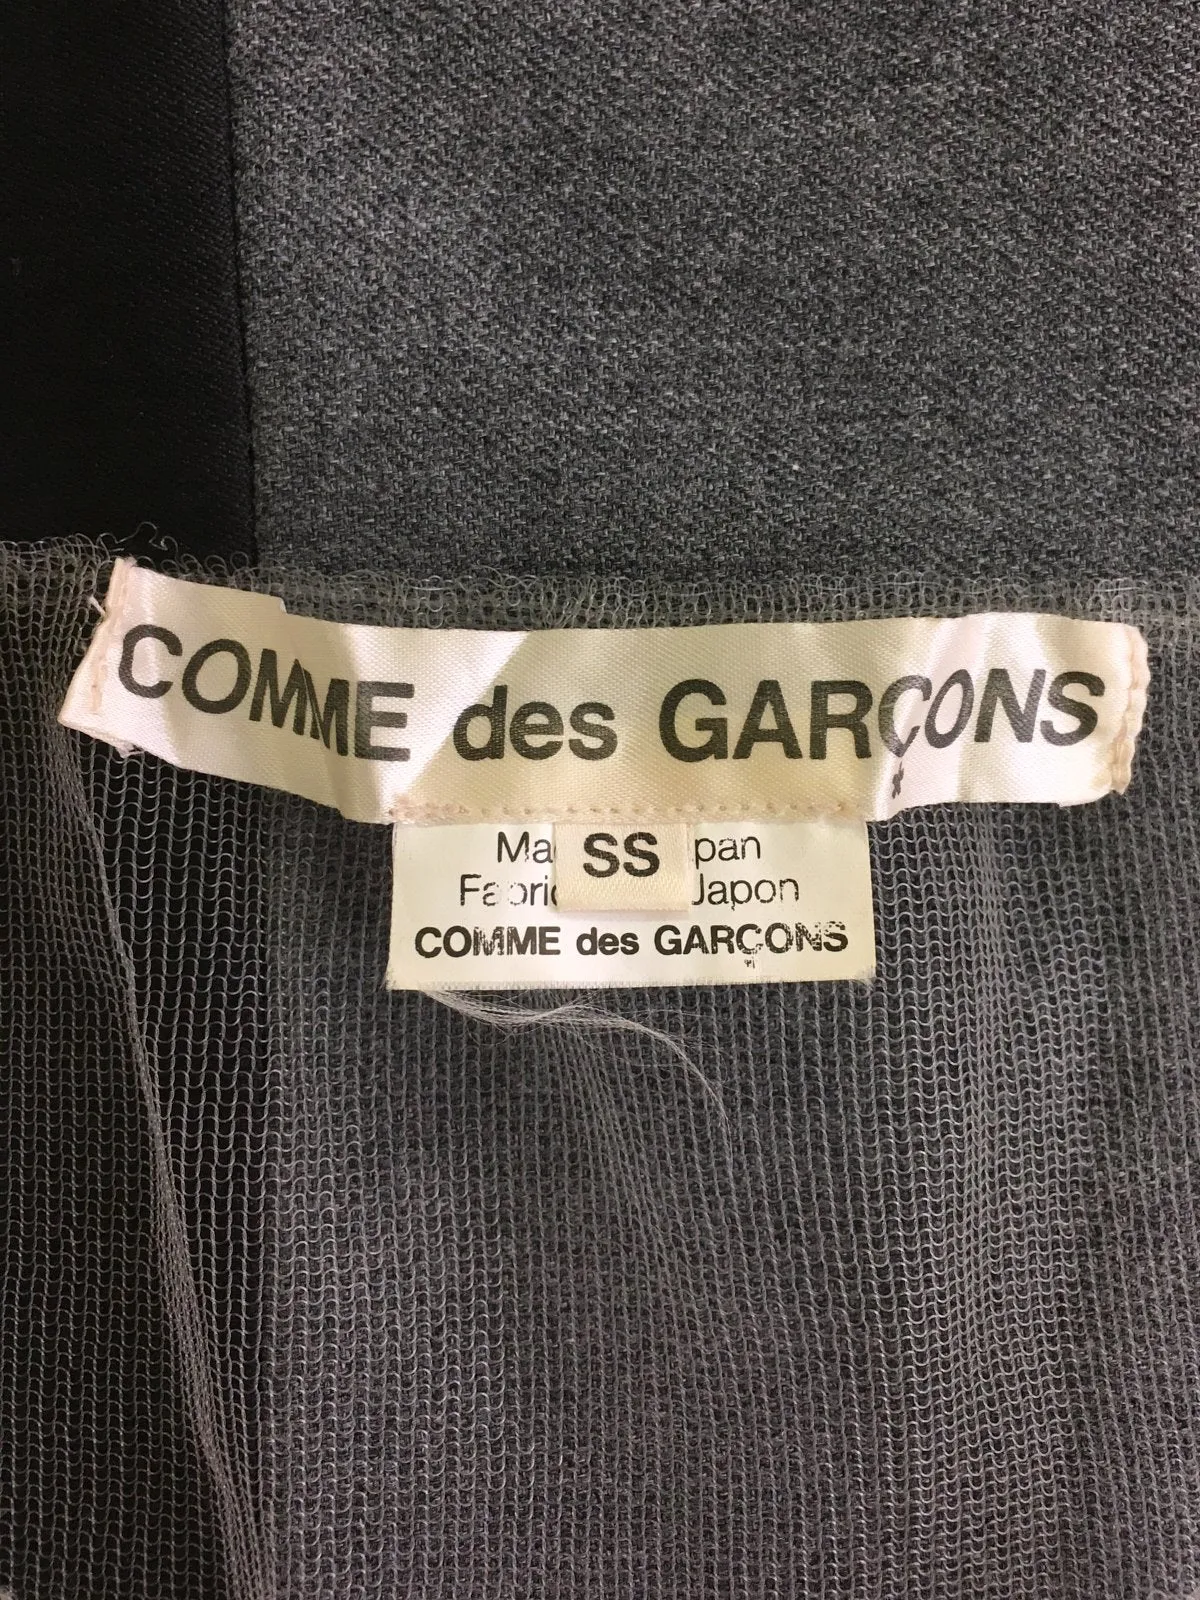 COMME des GARÇONS
SS
Ma pan
Fabri Japon
COMME des GARÇONS